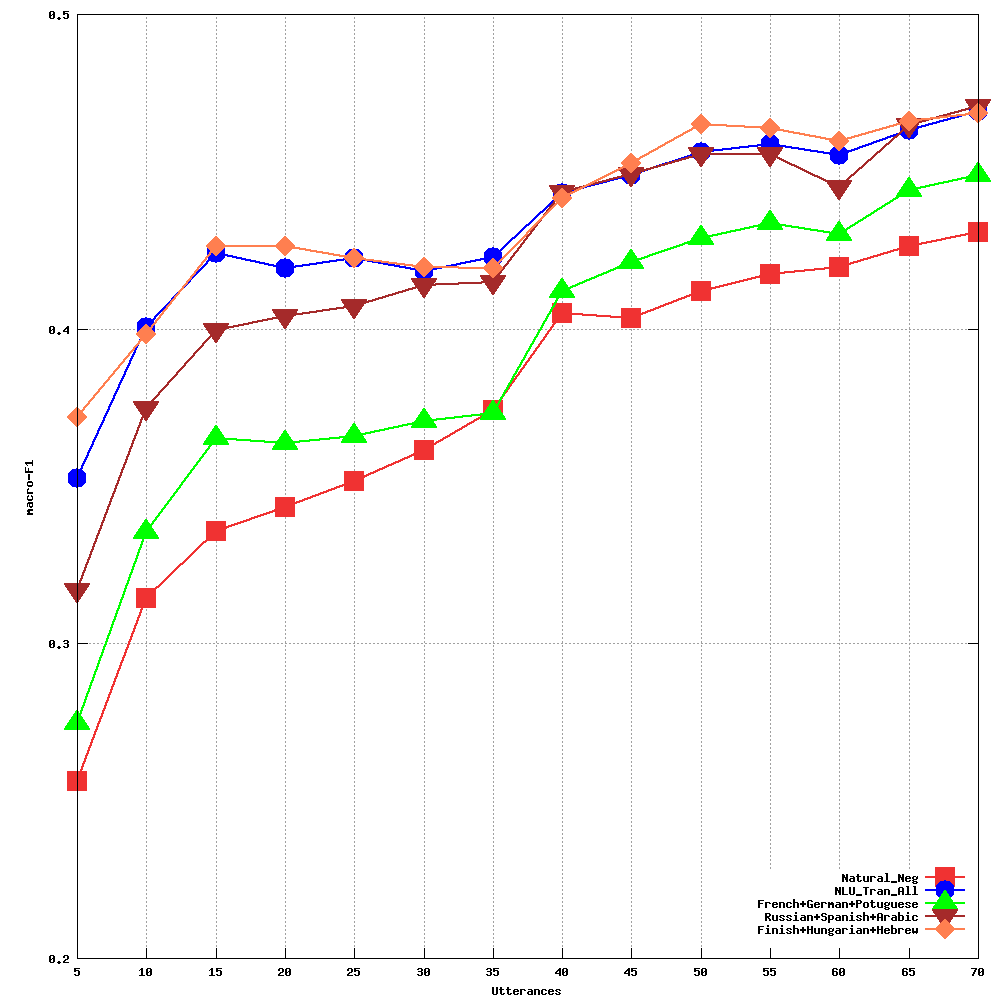 0.5
0.4
0.3
0.2
macro-F1
5 10 15 20 25 30 35 40 45 50 55 60 65 70
Utterances
Natural_Neg
NLU_Tran_All
French+German+Potuguese
Russian+Spanish+Arabic
Finish+Hungarian+Hebrew